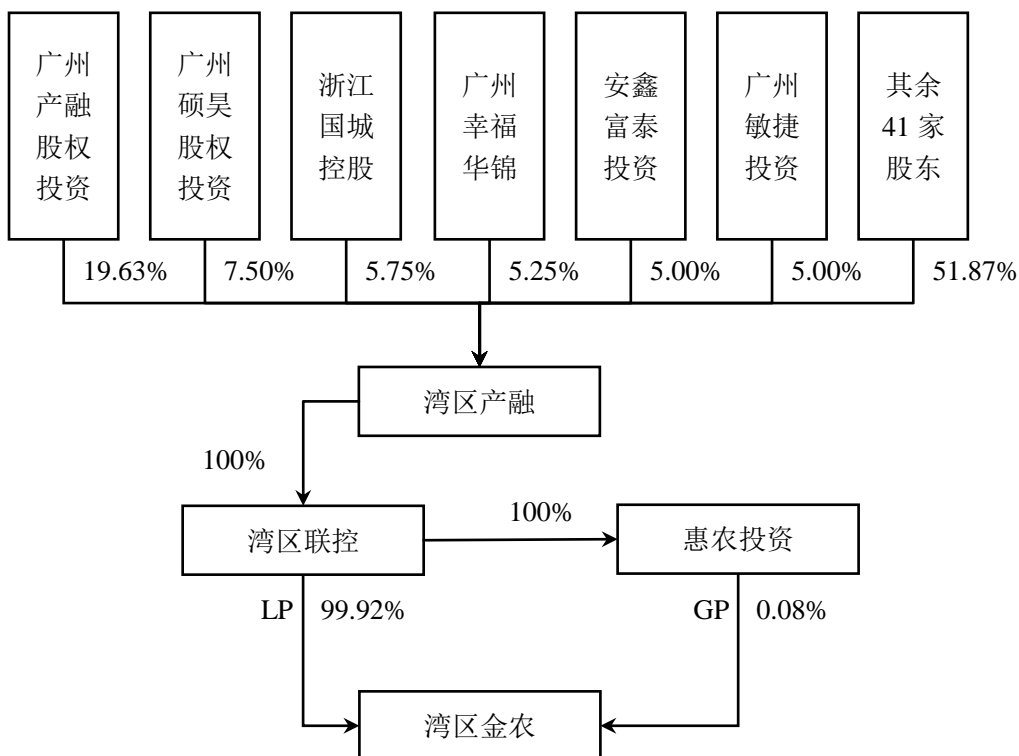 广州
产融
股权
投资
广州
硕昊
股权
投资
浙江
国城
控股
广州
幸福
华锦
安鑫
富泰
投资
广州
敏捷
投资
其余
41 家
股东
19.63%
7.50%
5.75%
5.25%
5.00%
5.00%
51.87%
湾区产融
100%
湾区联控
100%
惠农投资
LP
99.92%
GP
0.08%
湾区金农